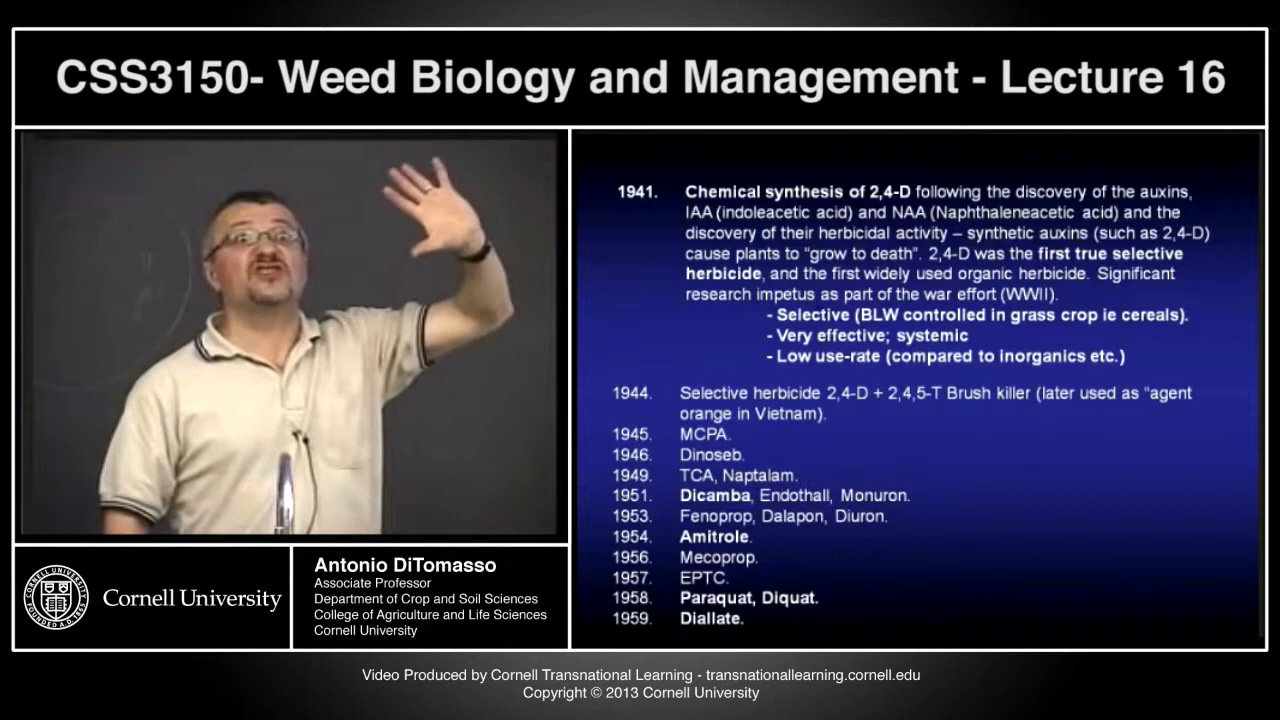 CSS3150- Weed Biology and Management - Lecture 16
1941. Chemical synthesis of 2,4-D following the discovery of the auxins,
IAA (indoleacetic acid) and NAA (Naphthaleneacetic acid) and the
discovery of their herbicidal activity – synthetic auxins (such as 2,4-D)
cause plants to "grow to death". 2,4-D was the first true selective
herbicide, and the first widely used organic herbicide. Significant
research impetus as part of the war effort (WWII).
- Selective (BLW controlled in grass crop ie cereals).
- Very effective; systemic
- Low use-rate (compared to inorganics etc.)
1944. Selective herbicide 2,4-D + 2,4,5-T Brush killer (later used as "agent
orange in Vietnam).
1945. MCPA.
1946. Dinoseb.
1949. TCA, Naptalam.
1951. Dicamba, Endothall, Monuron.
1953. Fenoprop, Dalapon, Diuron.
1954. Amitrole.
1956. Mecoprop.
1957. EPTC.
1958. Paraquat, Diquat.
1959. Diallate.
Cornell University
Antonio DiTomasso
Associate Professor
Department of Crop and Soil Sciences
College of Agriculture and Life Sciences
Cornell University
Video Produced by Cornell Transnational Learning - transnationallearning.cornell.edu
Copyright © 2013 Cornell University